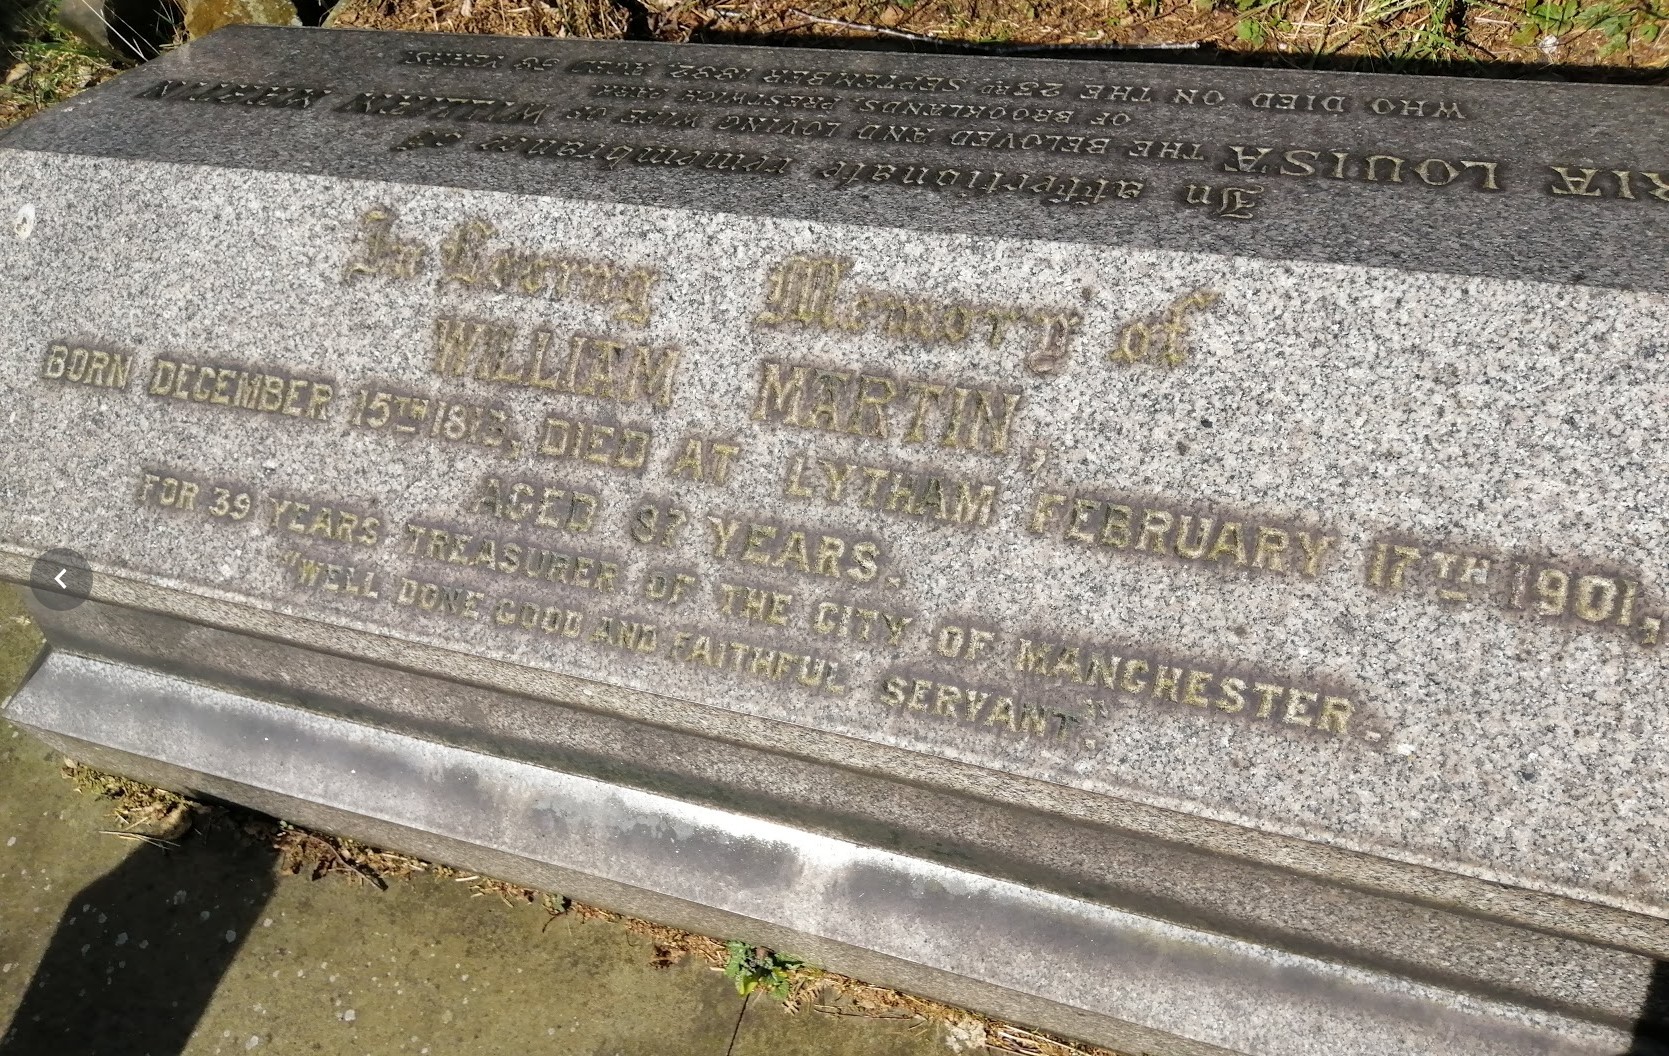 In Loving Memory of
WILLIAM MARTIN,
BORN DECEMBER 15TH 1813, DIED AT LYTHAM FEBRUARY 17TH 1901,
AGED 87 YEARS.
FOR 39 YEARS TREASURER OF THE CITY OF MANCHESTER.
"WELL DONE GOOD AND FAITHFUL SERVANT."
In affectionate remembrance of
LOUISA THE BELOVED AND LOVING WIFE OF WILLIAM MARTIN
OF BROOKLANDS, PRESTWICH PARK
WHO DIED ON THE 23RD SEPTEMBER 1892, AGED YEARS.